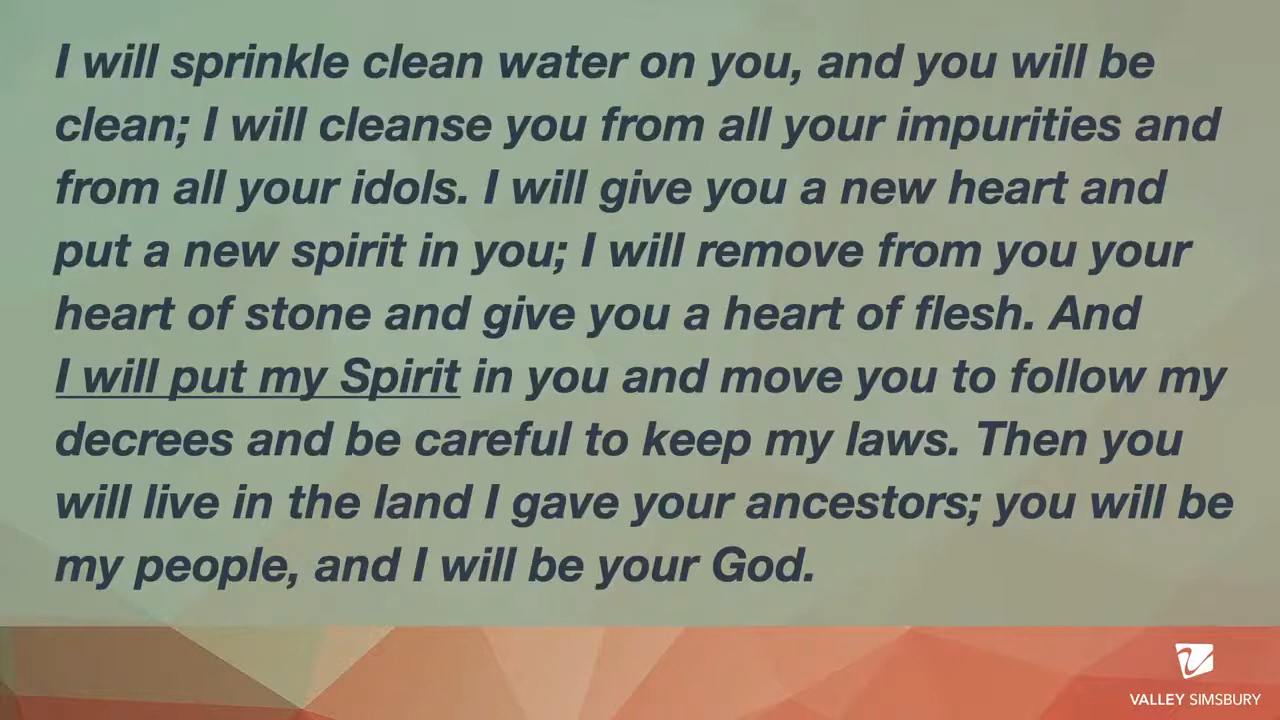 I will sprinkle clean water on you, and you will be
clean; I will cleanse you from all your impurities and
from all your idols. I will give you a new heart and
put a new spirit in you; I will remove from you your
heart of stone and give you a heart of flesh. And
I will put my Spirit in you and move you to follow my
decrees and be careful to keep my laws. Then you
will live in the land I gave your ancestors; you will be
my people, and I will be your God.
VALLEY SIMSBURY